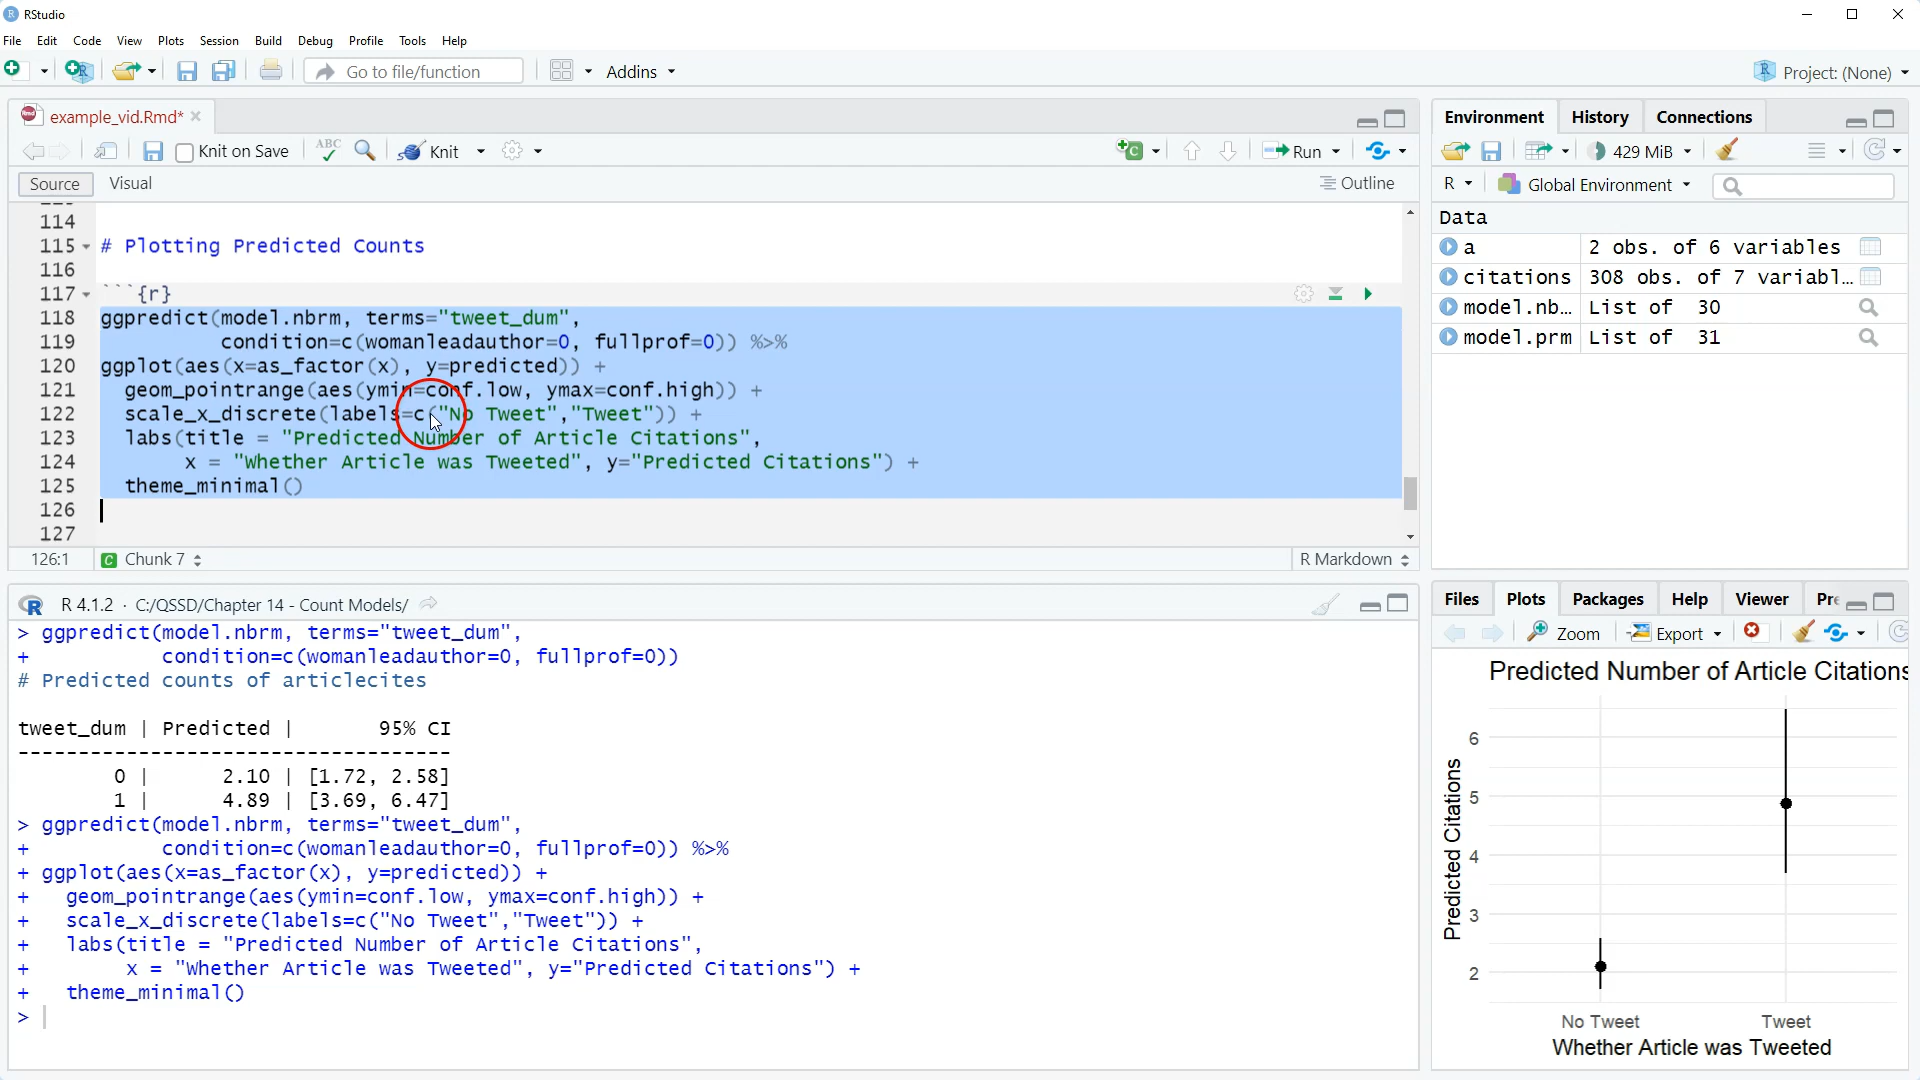 RStudio
File Edit Code View Plots Session Build Debug Profile Tools Help
Go to file/function Addins Project: (None)
example_vid.Rmd*
Knit on Save ABC Knit Run
Source Visual Outline
114
115 # Plotting Predicted Counts
116
117 ```{r}
118 ggpredict(model.nbrm, terms="tweet_dum",
119 condition=c(womanleadauthor=0, fullprof=0)) %>%
120 ggplot(aes(x=as_factor(x), y=predicted)) +
121 geom_pointrange(aes(ymin=conf.low, ymax=conf.high)) +
122 scale_x_discrete(labels=c("No Tweet","Tweet")) +
123 labs(title = "Predicted Number of Article Citations",
124 x = "Whether Article was Tweeted", y="Predicted Citations") +
125 theme_minimal()
126
127
126:1 C Chunk 7 R Markdown
R R 4.1.2 · C:/QSSD/Chapter 14 - Count Models/
> ggpredict(model.nbrm, terms="tweet_dum",
+ condition=c(womanleadauthor=0, fullprof=0))
# Predicted counts of articlecites
tweet_dum | Predicted | 95% CI
-------------------------------------
0 | 2.10 | [1.72, 2.58]
1 | 4.89 | [3.69, 6.47]
> ggpredict(model.nbrm, terms="tweet_dum",
+ condition=c(womanleadauthor=0, fullprof=0)) %>%
+ ggplot(aes(x=as_factor(x), y=predicted)) +
+ geom_pointrange(aes(ymin=conf.low, ymax=conf.high)) +
+ scale_x_discrete(labels=c("No Tweet","Tweet")) +
+ labs(title = "Predicted Number of Article Citations",
+ x = "Whether Article was Tweeted", y="Predicted Citations") +
+ theme_minimal()
>
Environment History Connections
429 MiB
R Global Environment
Data
a 2 obs. of 6 variables
citations 308 obs. of 7 variabl…
model.nb… List of 30
model.prm List of 31
Files Plots Packages Help Viewer Pre
Zoom Export
Predicted Number of Article Citations
6
5
4
3
2
Predicted Citations
No Tweet Tweet
Whether Article was Tweeted